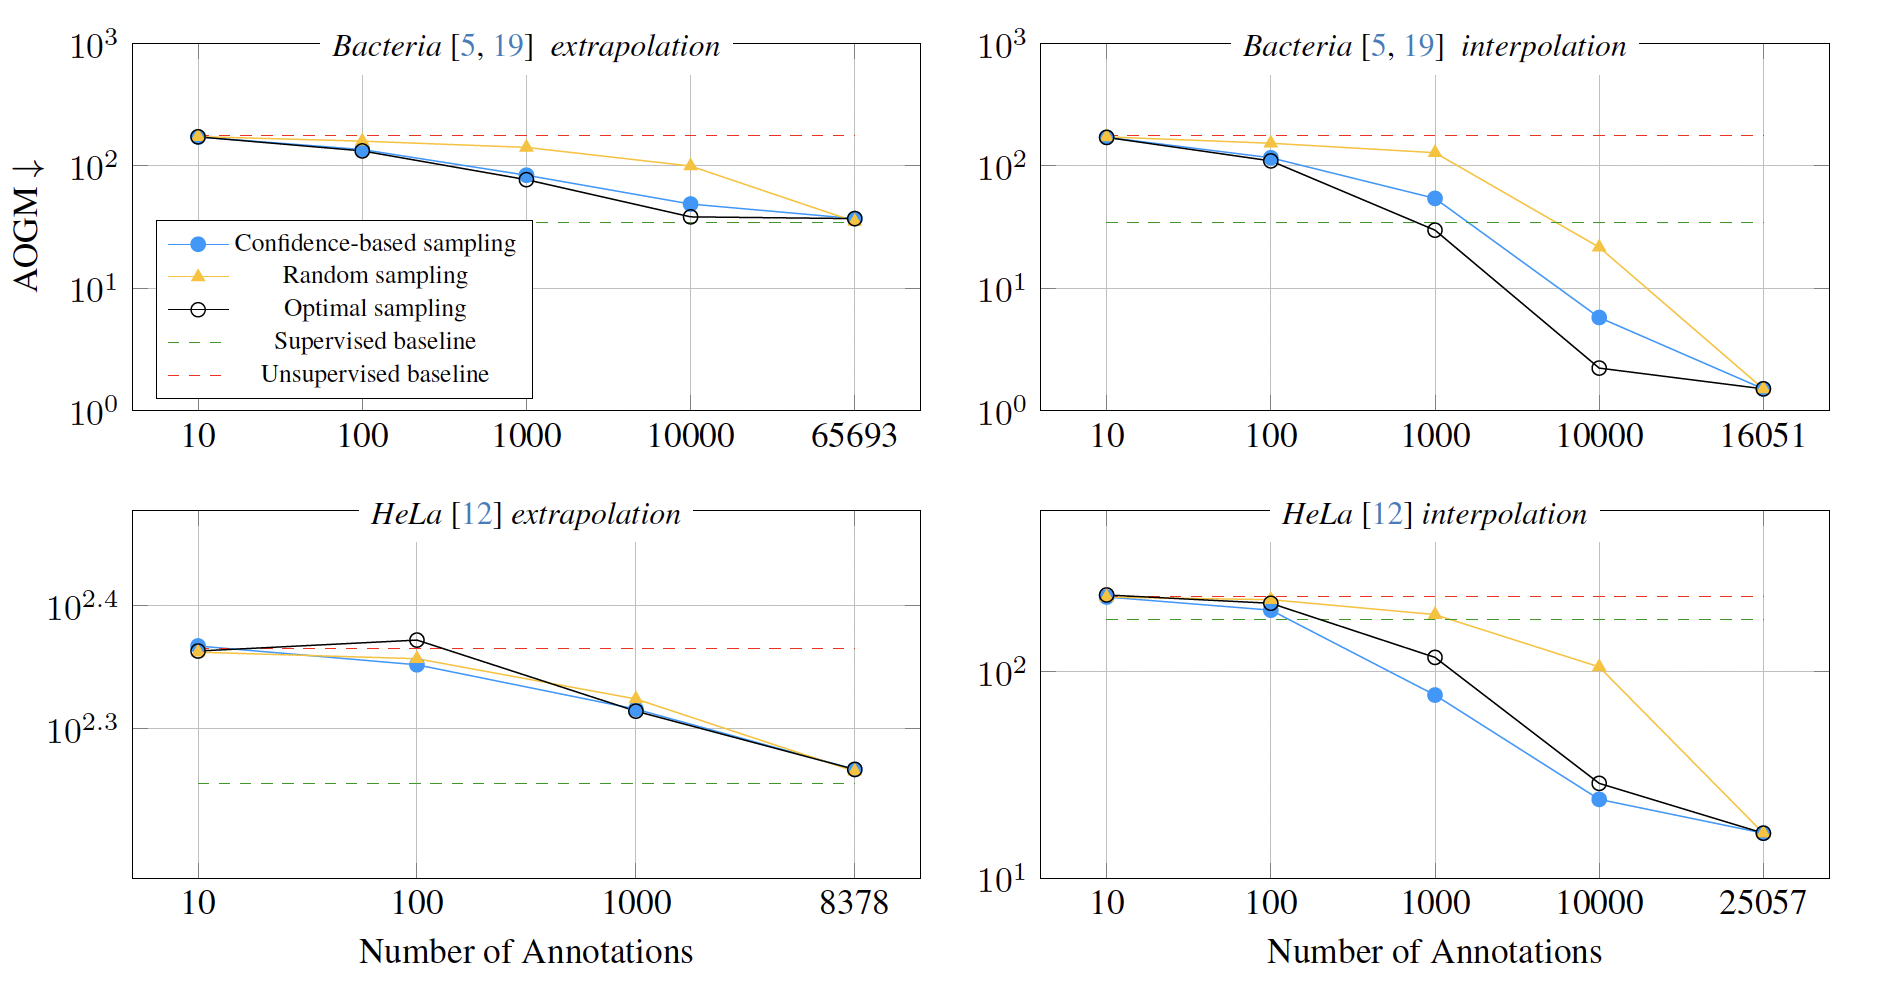 Bacteria [5, 19] extrapolation
10^3
10^2
10^1
10^0
AOGM ↓
Confidence-based sampling
Random sampling
Optimal sampling
Supervised baseline
Unsupervised baseline
10 100 1000 10000 65693
Bacteria [5, 19] interpolation
10^3
10^2
10^1
10^0
10 100 1000 10000 16051
HeLa [12] extrapolation
10^2.4
10^2.3
10 100 1000 8378
Number of Annotations
HeLa [12] interpolation
10^2
10^1
10 100 1000 10000 25057
Number of Annotations